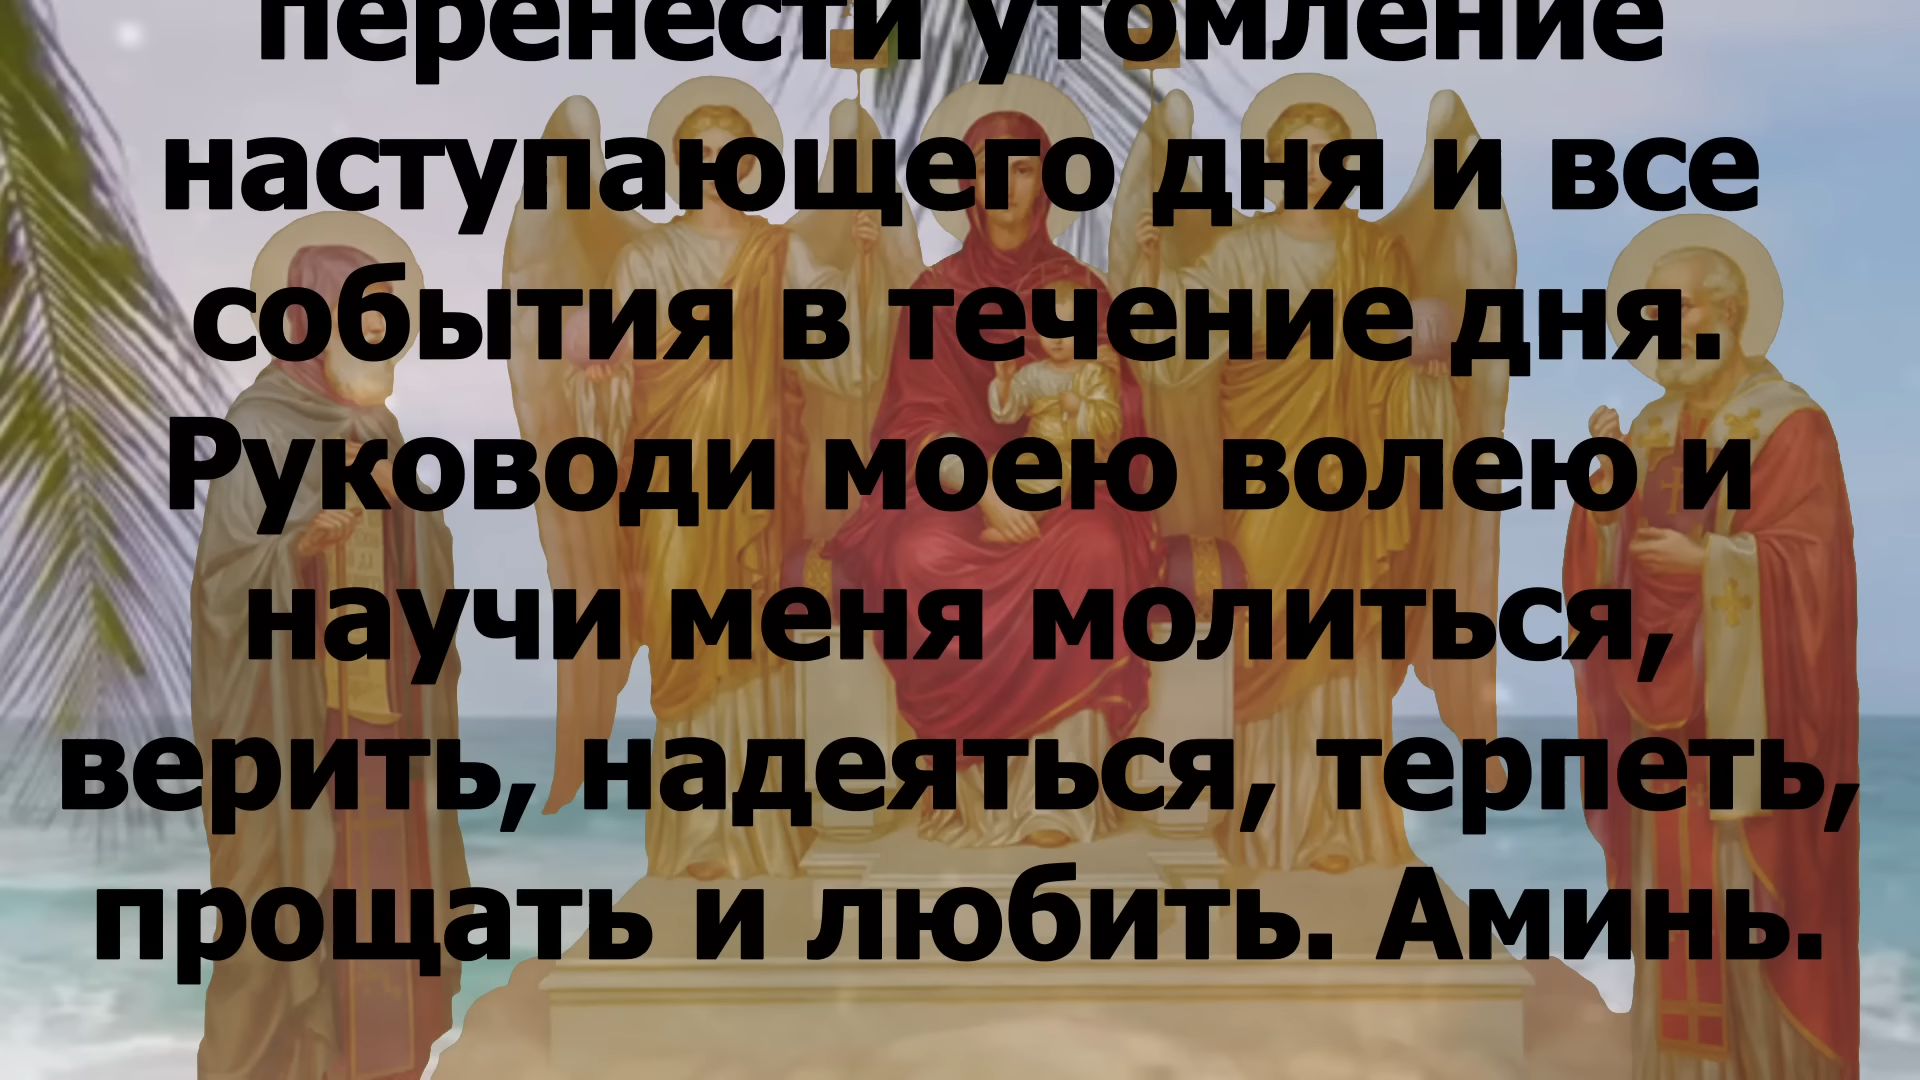 перенести утомление
наступающего дня и все
события в течение дня.
Руководи моею волею и
научи меня молиться,
верить, надеяться, терпеть,
прощать и любить. Аминь.